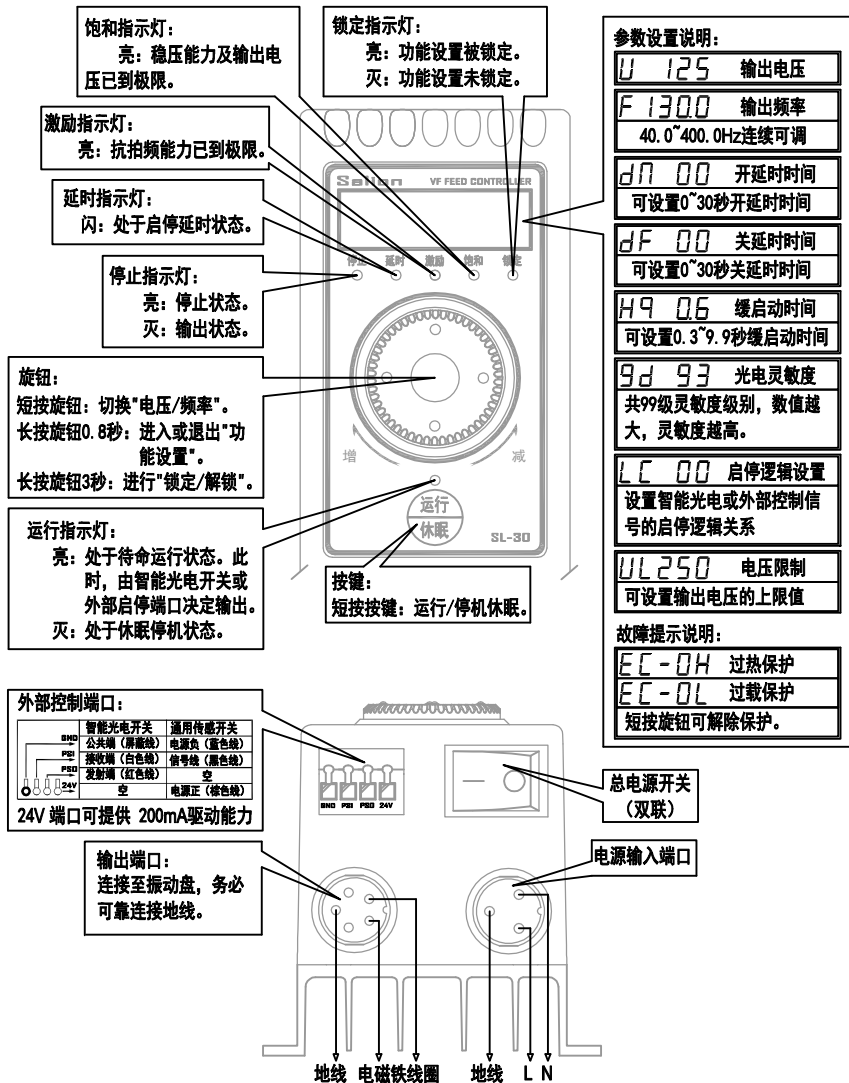 饱和指示灯：
亮：稳压能力及输出电
压已到极限。
锁定指示灯：
亮：功能设置被锁定。
灭：功能设置未锁定。
激励指示灯：
亮：抗拍频能力已到极限。
延时指示灯：
闪：处于启停延时状态。
停止指示灯：
亮：停止状态。
灭：输出状态。
旋钮：
短按旋钮：切换"电压/频率"。
长按旋钮0.8秒：进入或退出"功
能设置"。
长按旋钮3秒：进行"锁定/解锁"。
运行指示灯：
亮：处于待命运行状态。此
时，由智能光电开关或
外部启停端口决定输出。
灭：处于休眠停机状态。
VF FEED CONTROLLER
停止 延时 激励 饱和 锁定
增 减
运行
休眠
SL-30
按键：
短按按键：运行/停机休眠。
参数设置说明：
U 125 输出电压
F 130.0 输出频率
40.0~400.0Hz连续可调
dn 00 开延时时间
可设置0~30秒开延时时间
dF 00 关延时时间
可设置0~30秒关延时时间
Hq 0.6 缓启动时间
可设置0.3~9.9秒缓启动时间
gd 93 光电灵敏度
共99级灵敏度级别，数值越
大，灵敏度越高。
LC 00 启停逻辑设置
设置智能光电或外部控制信
号的启停逻辑关系
UL250 电压限制
可设置输出电压的上限值
故障提示说明：
EC-OH 过热保护
EC-OL 过载保护
短按旋钮可解除保护。
外部控制端口：
智能光电开关 通用传感开关
GND 公共端（屏蔽线） 电源负（蓝色线）
PSI 接收端（白色线） 信号线（黑色线）
PSO 发射端（红色线） 空
24V 空 电源正（棕色线）
24V 端口可提供 200mA驱动能力
GND PSI PSO 24V
总电源开关
（双联）
输出端口：
连接至振动盘，务必
可靠连接地线。
电源输入端口
地线 电磁铁线圈 地线 L N